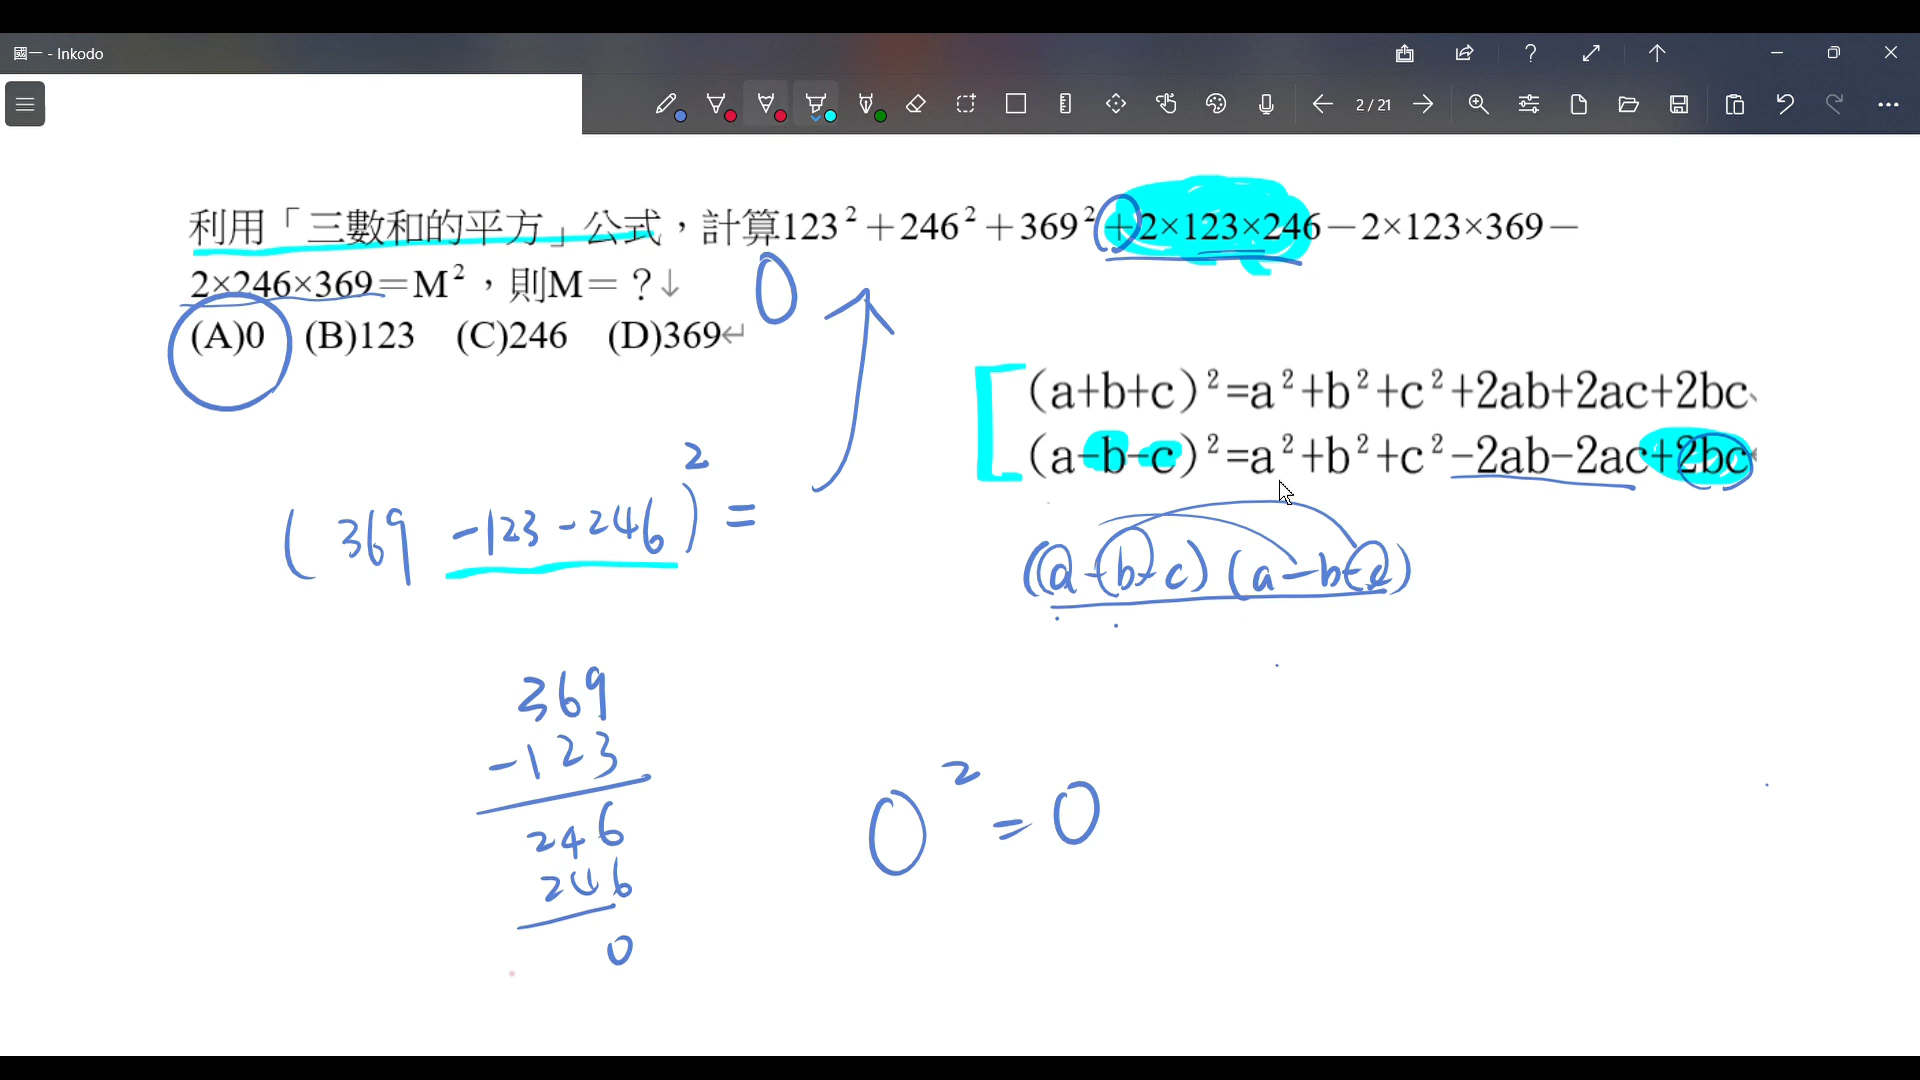 國一 - Inkodo
2 / 21
利用「三數和的平方」公式，計算123²＋246²＋369²＋2×123×246－2×123×369－
2×246×369＝M²，則M＝？↓
0
(A)0 (B)123 (C)246 (D)369↵
(a+b+c)²=a²+b²+c²+2ab+2ac+2bc
(a-b-c)²=a²+b²+c²-2ab-2ac+2bc
(369 -123 -246)² =
(a-b-c)(a-b-c)
369
-123
246
246
0
0² = 0